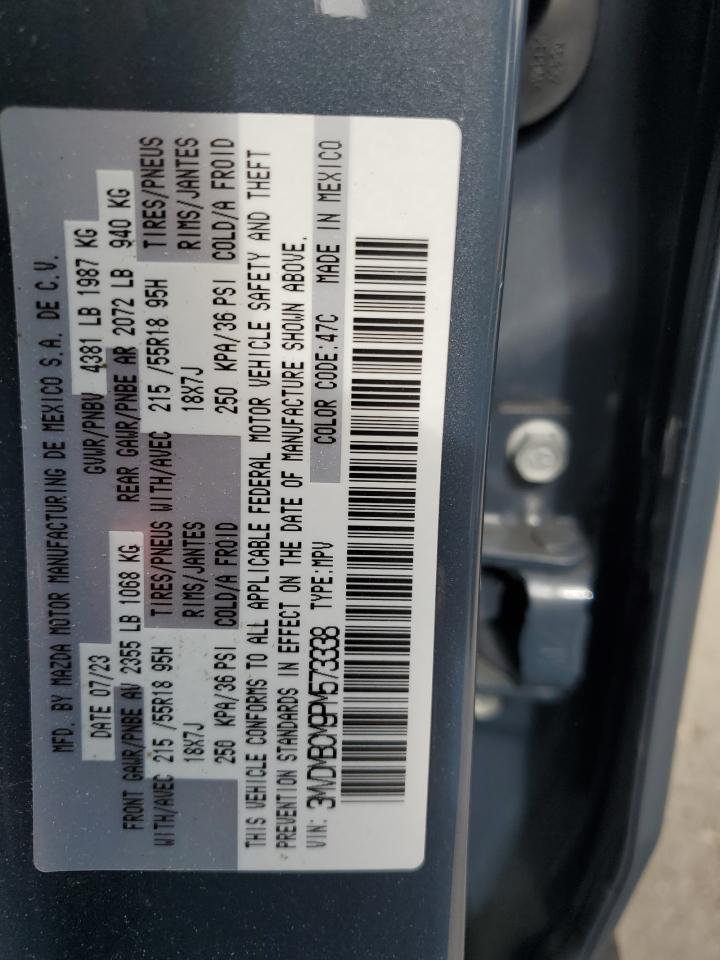 MFD. BY MAZDA MOTOR MANUFACTURING DE MEXICO S.A. DE C.V.
DATE 07/23 GVWR/PNBV 4381 LB 1987 KG
FRONT GAWR/PNBE AV 2355 LB 1068 KG REAR GAWR/PNBE AR 2072 LB 940 KG
WITH/AVEC 215 /55R18 95H TIRES/PNEUS WITH/AVEC 215 /55R18 95H TIRES/PNEUS
18X7J RIMS/JANTES 18X7J RIMS/JANTES
250 KPA/36 PSI COLD/A FROID 250 KPA/36 PSI COLD/A FROID
THIS VEHICLE CONFORMS TO ALL APPLICABLE FEDERAL MOTOR VEHICLE SAFETY AND THEFT
PREVENTION STANDARDS IN EFFECT ON THE DATE OF MANUFACTURE SHOWN ABOVE.
VIN: 3MVDMBCM9PM573338 TYPE:MPV COLOR CODE:47C MADE IN MEXICO